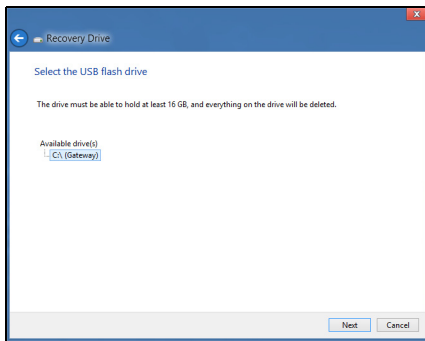 x
Recovery Drive
Select the USB flash drive
The drive must be able to hold at least 16 GB, and everything on the drive will be deleted.
Available drive(s)
C:\ (Gateway)
Next Cancel